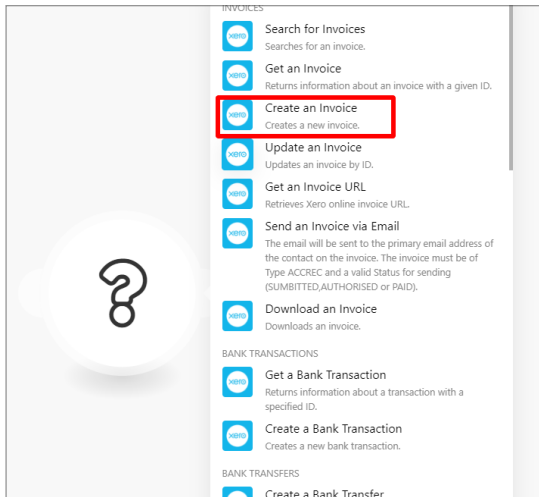 INVOICES
xero
Search for Invoices
Searches for an invoice.
xero
Get an Invoice
Returns information about an invoice with a given ID.
xero
Create an Invoice
Creates a new invoice.
xero
Update an Invoice
Updates an invoice by ID.
xero
Get an Invoice URL
Retrieves Xero online invoice URL.
xero
Send an Invoice via Email
The email will be sent to the primary email address of
the contact on the invoice. The invoice must be of
Type ACCREC and a valid Status for sending
(SUMBITTED,AUTHORISED or PAID).
xero
Download an Invoice
Downloads an invoice.
BANK TRANSACTIONS
xero
Get a Bank Transaction
Returns information about a transaction with a
specified ID.
xero
Create a Bank Transaction
Creates a new bank transaction.
BANK TRANSFERS
Create a Bank Transfer
?